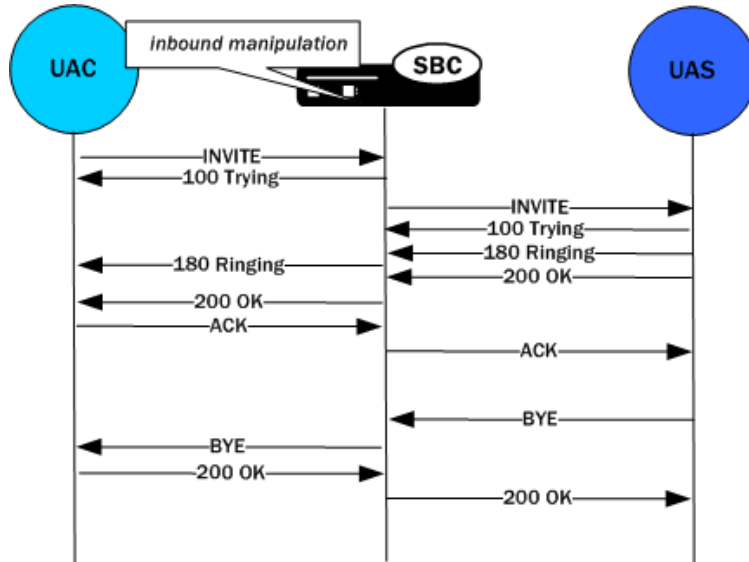 inbound manipulation
UAC
SBC
UAS
INVITE
100 Trying
INVITE
100 Trying
180 Ringing
180 Ringing
200 OK
200 OK
ACK
ACK
BYE
BYE
200 OK
200 OK